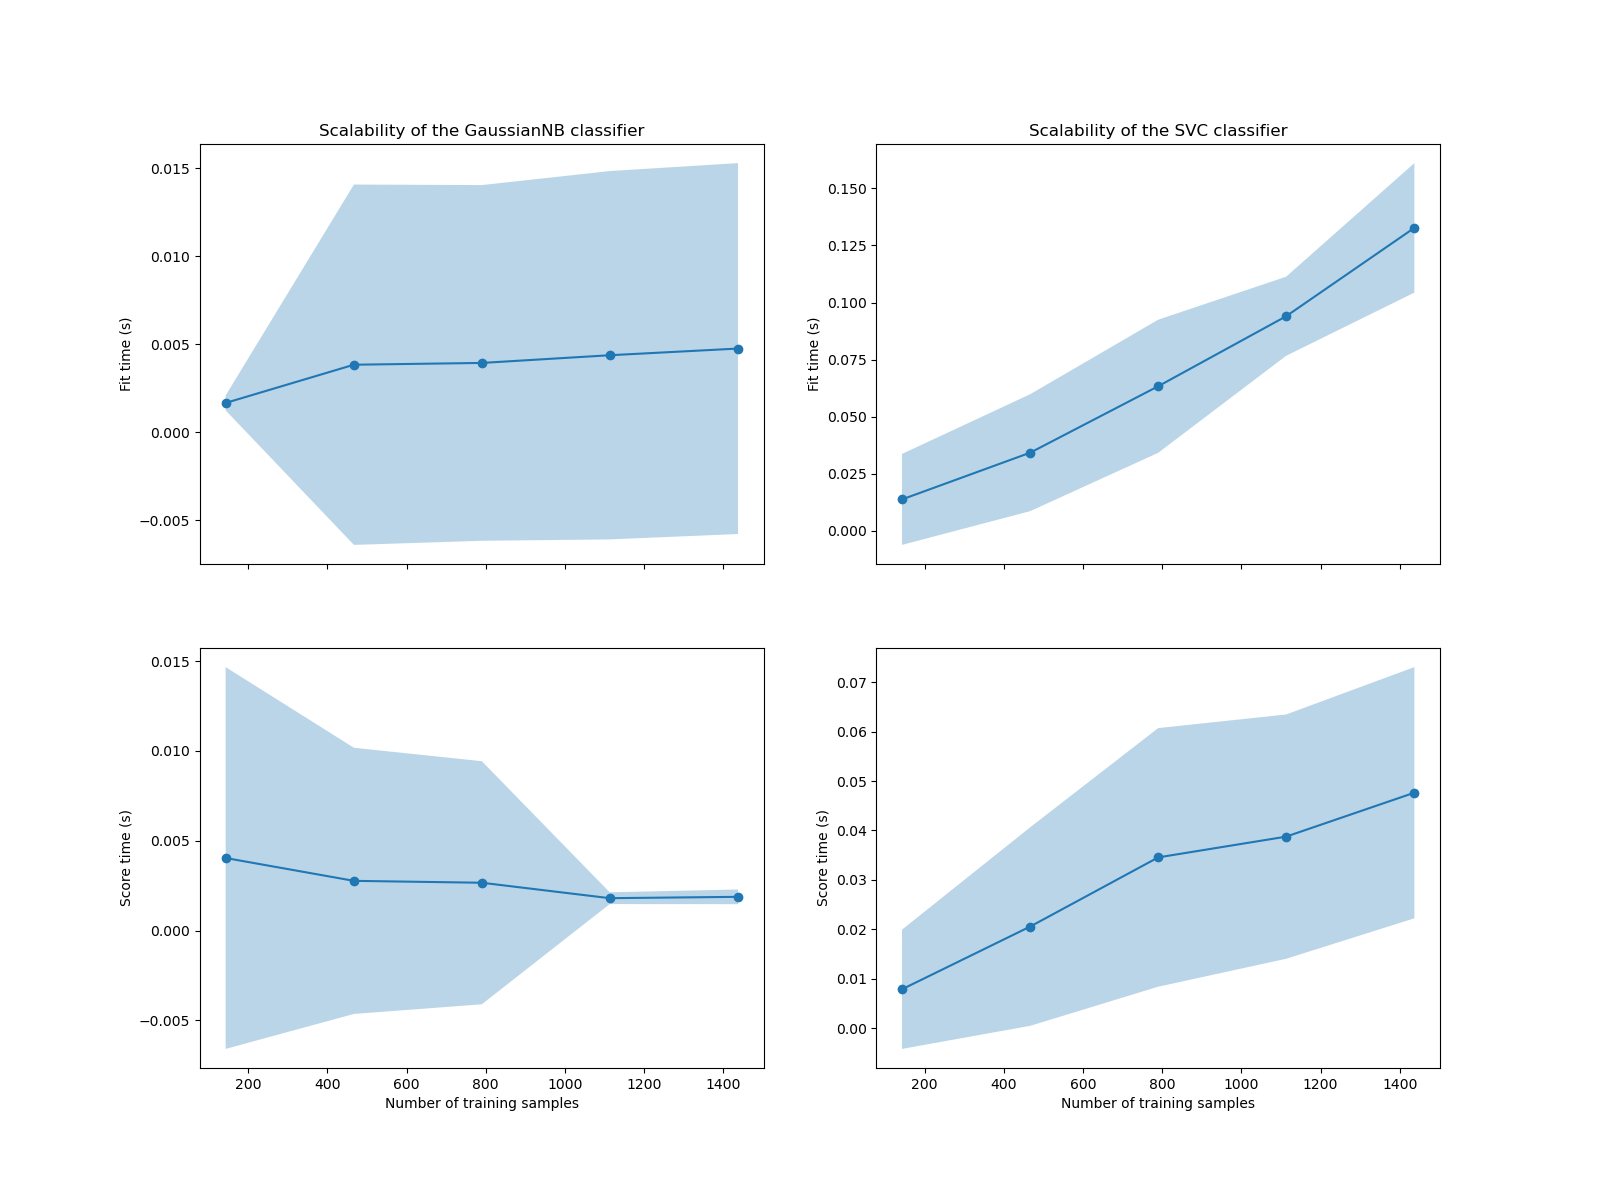 Scalability of the GaussianNB classifier
Scalability of the SVC classifier
0.015
0.010
0.005
0.000
−0.005
Fit time (s)
0.150
0.125
0.100
0.075
0.050
0.025
0.000
Fit time (s)
0.015
0.010
0.005
0.000
−0.005
Score time (s)
200 400 600 800 1000 1200 1400
Number of training samples
0.07
0.06
0.05
0.04
0.03
0.02
0.01
0.00
Score time (s)
200 400 600 800 1000 1200 1400
Number of training samples